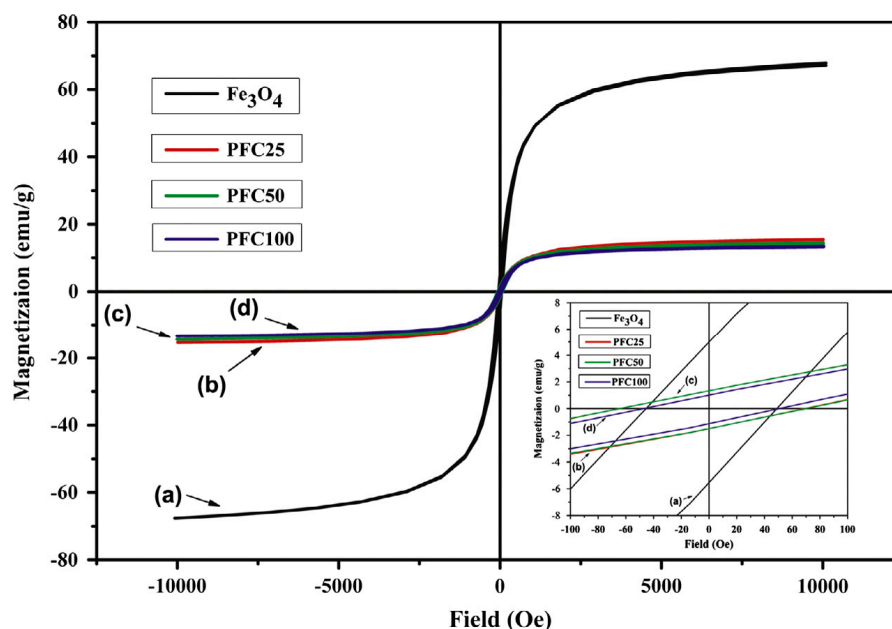 Magnetizaion (emu/g)
80
60
40
20
0
-20
-40
-60
-80
Fe₃O₄
PFC25
PFC50
PFC100
(c)
(d)
(b)
(a)
-10000
-5000
0
5000
10000
Field (Oe)
Magnetizaion (emu/g)
8
6
4
2
0
-2
-4
-6
-8
Fe₃O₄
PFC25
PFC50
PFC100
(c)
(d)
(b)
(a)
-100
-80
-60
-40
-20
0
20
40
60
80
100
Field (Oe)